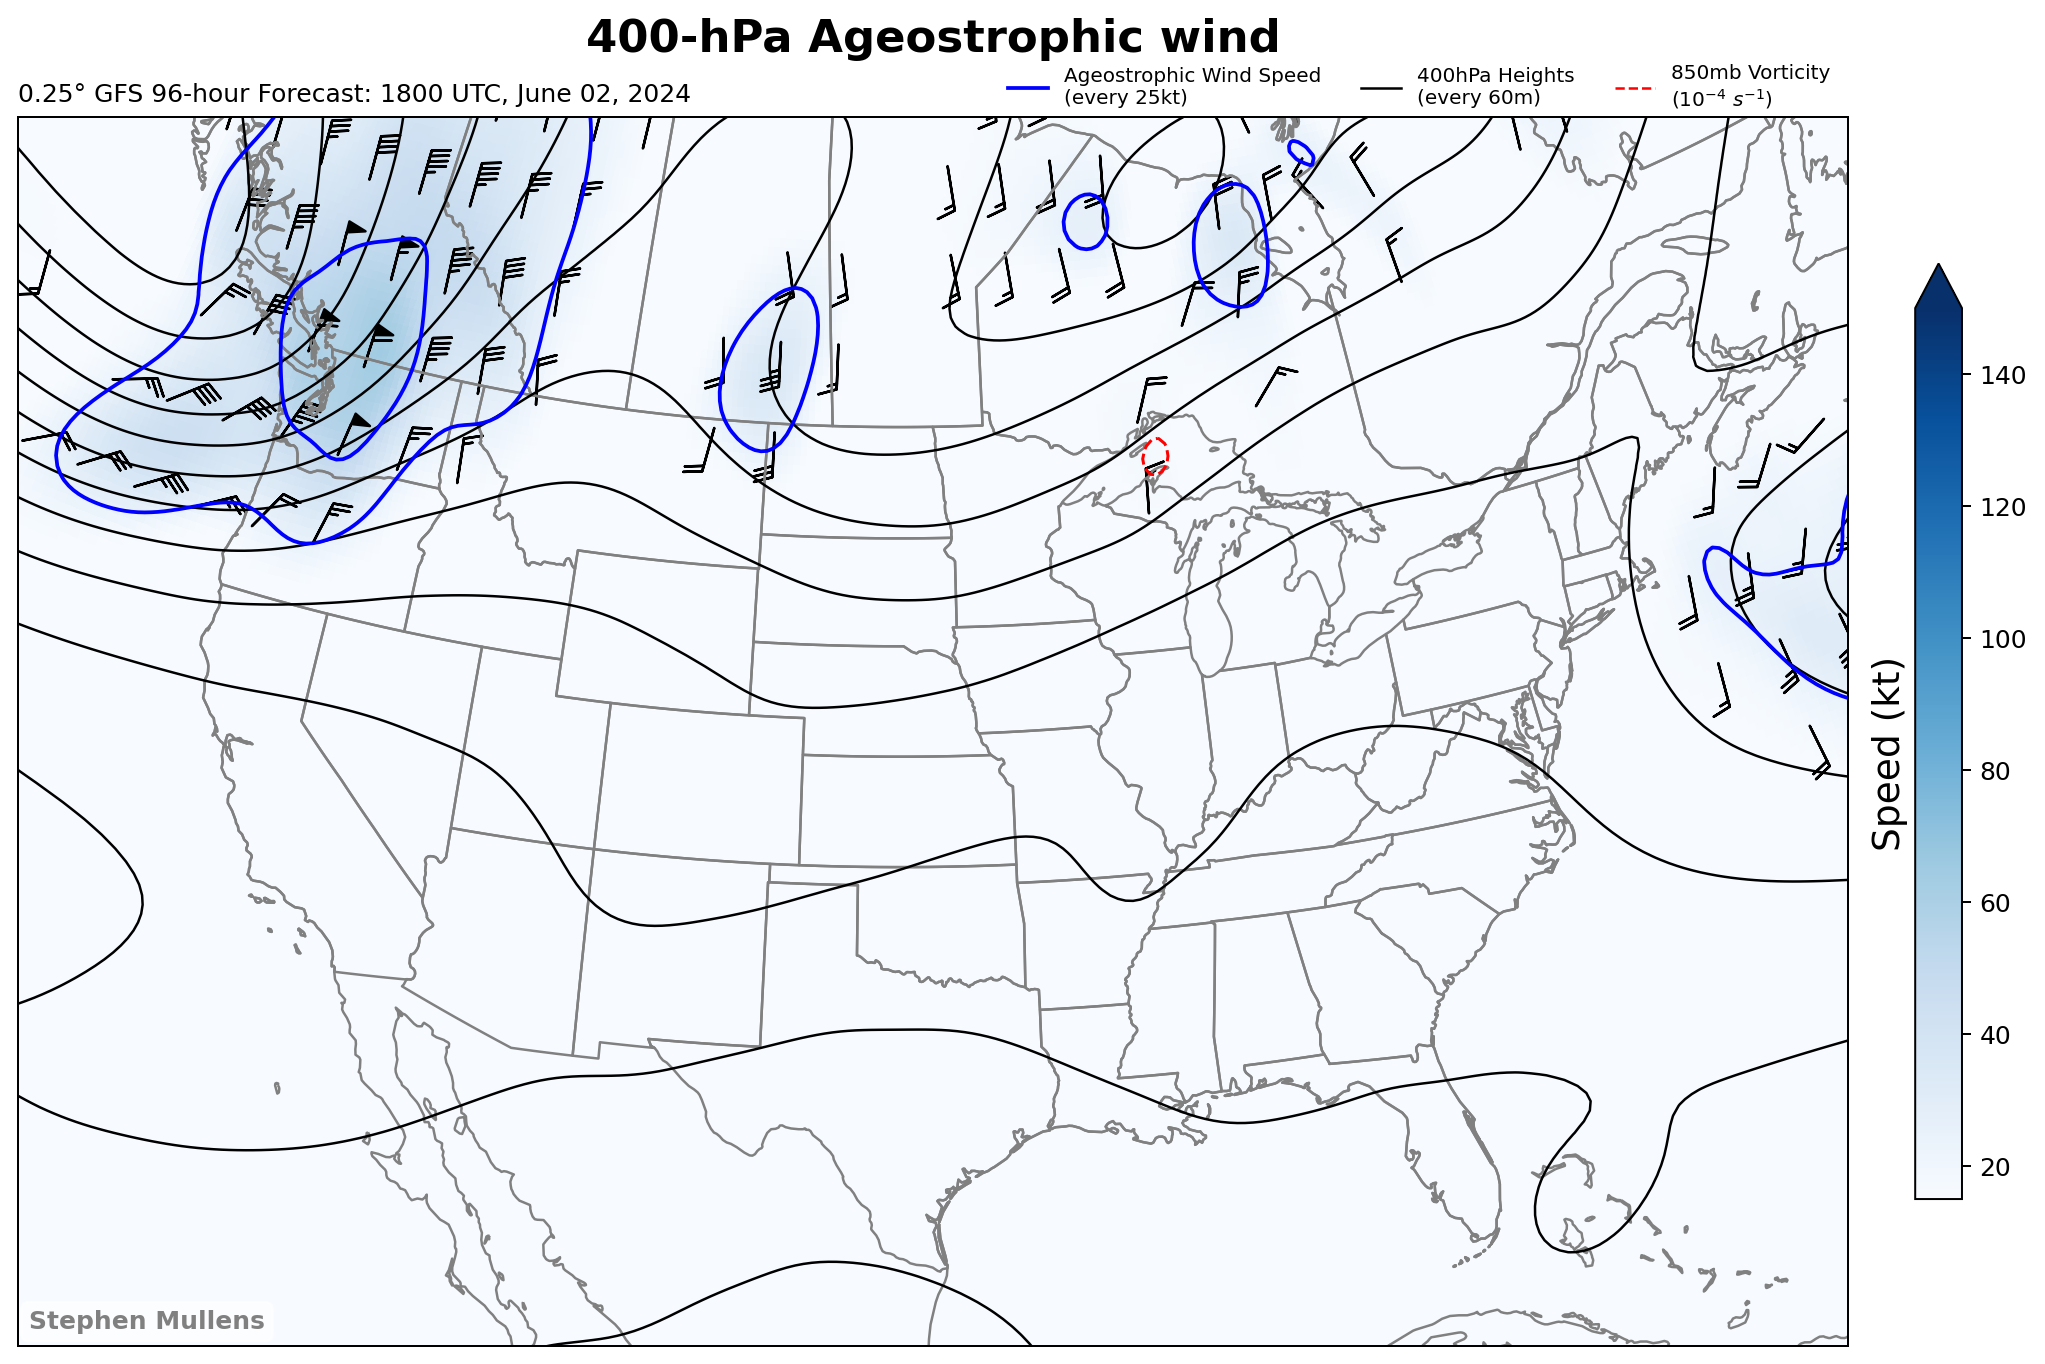 400-hPa Ageostrophic wind
0.25° GFS 96-hour Forecast: 1800 UTC, June 02, 2024
Ageostrophic Wind Speed
(every 25kt)
400hPa Heights
(every 60m)
850mb Vorticity
(10⁻⁴ s⁻¹)
140
120
100
80
60
40
20
Speed (kt)
Stephen Mullens